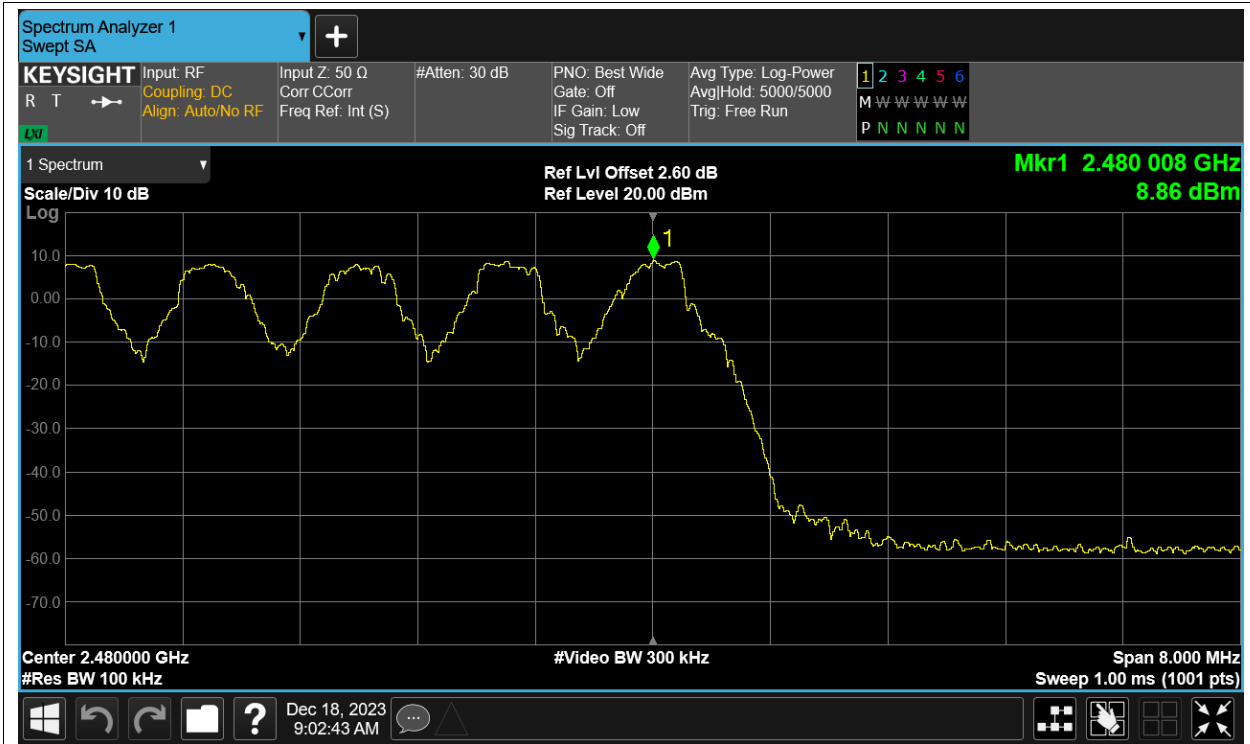 Spectrum Analyzer 1
Swept SA
KEYSIGHT
R T
LXI
Input: RF
Coupling: DC
Align: Auto/No RF
Input Z: 50 Ω
Corr CCorr
Freq Ref: Int (S)
#Atten: 30 dB
PNO: Best Wide
Gate: Off
IF Gain: Low
Sig Track: Off
Avg Type: Log-Power
Avg|Hold: 5000/5000
Trig: Free Run
1 2 3 4 5 6
M W W W W W
P N N N N N
1 Spectrum
Scale/Div 10 dB
Log
Ref Lvl Offset 2.60 dB
Ref Level 20.00 dBm
Mkr1 2.480 008 GHz
8.86 dBm
1
10.0
0.00
-10.0
-20.0
-30.0
-40.0
-50.0
-60.0
-70.0
Center 2.480000 GHz
#Video BW 300 kHz
Span 8.000 MHz
#Res BW 100 kHz
Sweep 1.00 ms (1001 pts)
?
Dec 18, 2023
9:02:43 AM